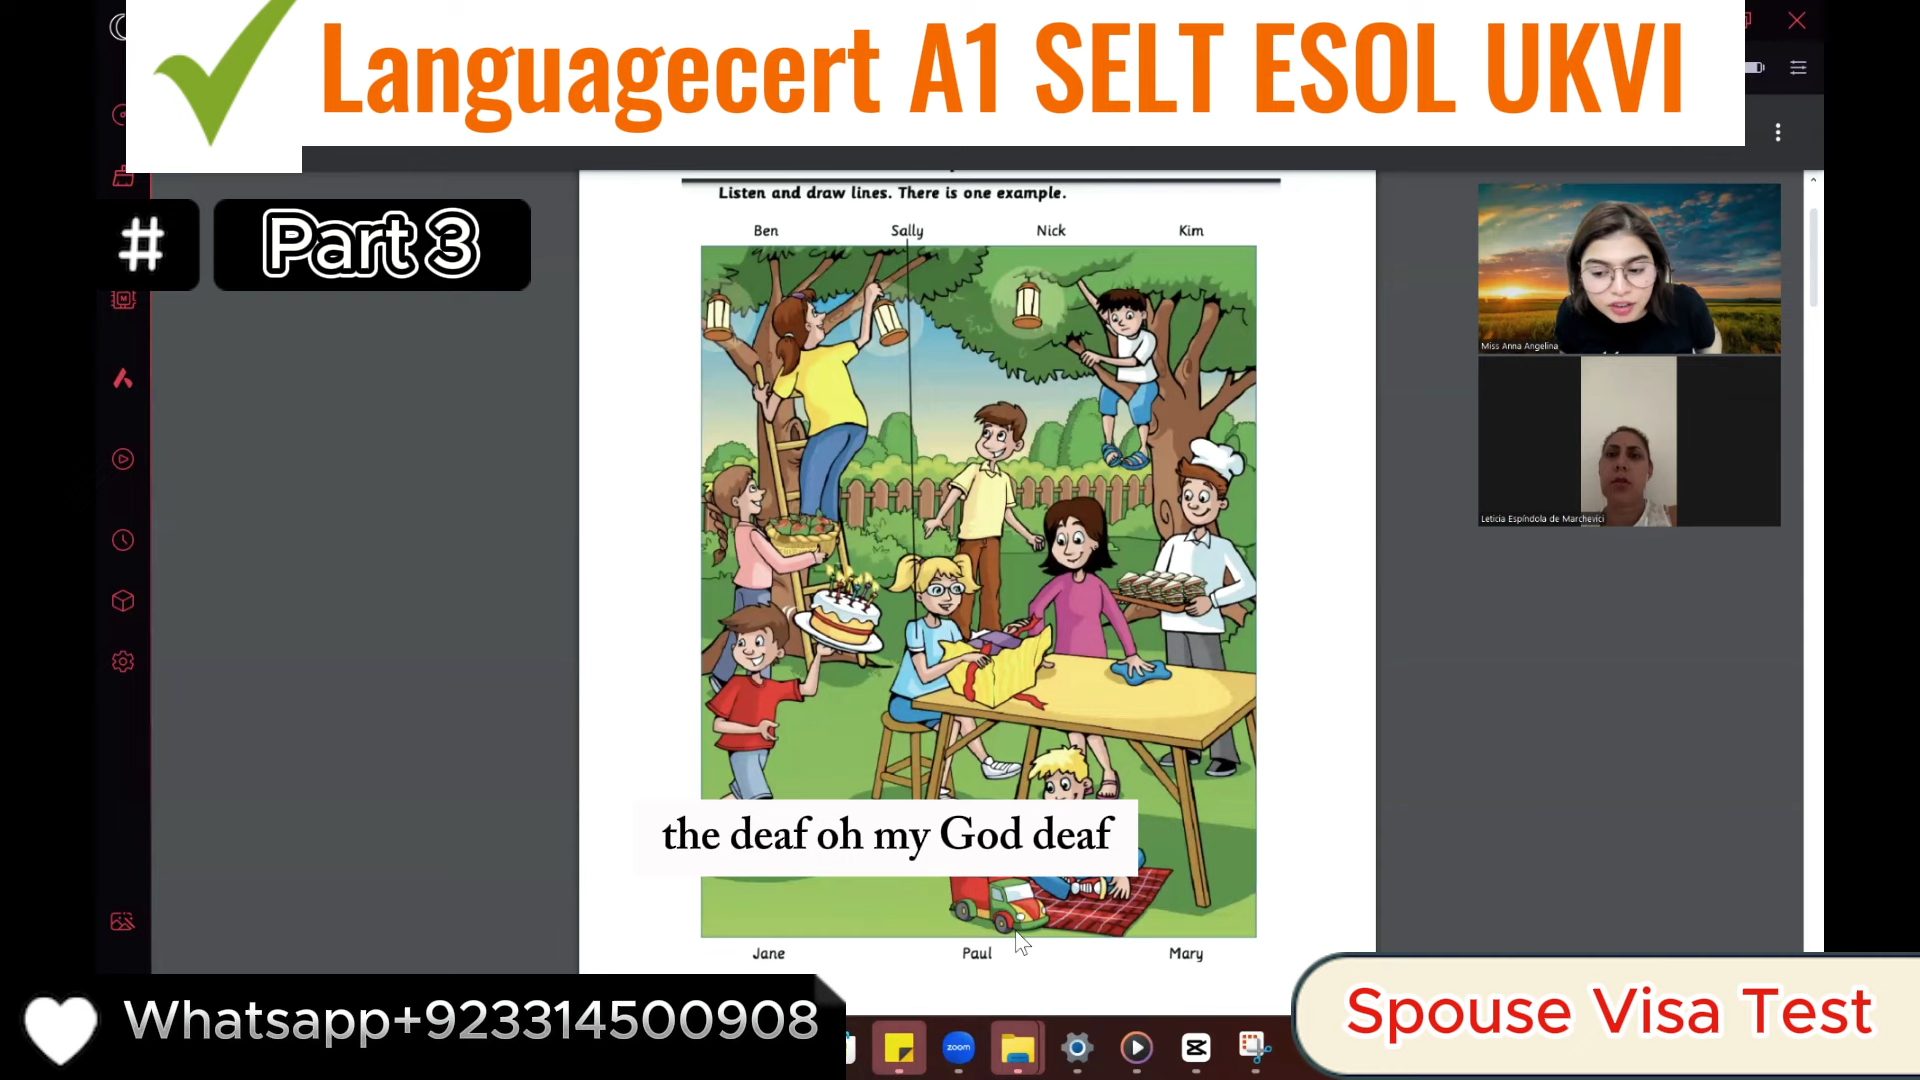 Languagecert A1 SELT ESOL UKVI
# Part 3
Listen and draw lines. There is one example.
Ben Sally Nick Kim
Miss Anna Angelina
Leticia Espíndola de Marchevici
the deaf oh my God deaf
Jane Paul Mary
Whatsapp+923314500908
zoom
Spouse Visa Test